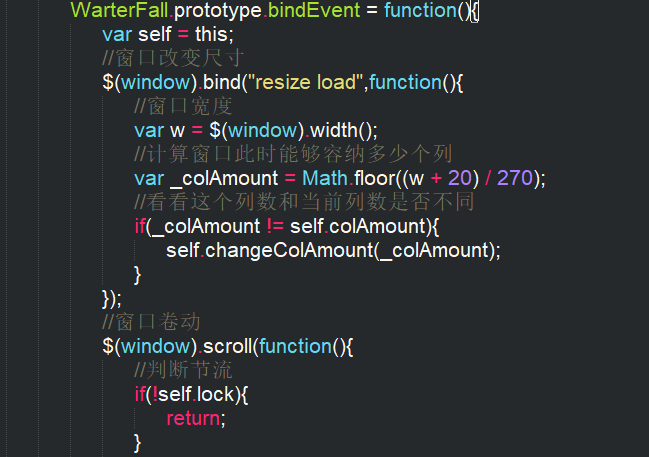 WarterFall.prototype.bindEvent = function(){
var self = this;
//窗口改变尺寸
$(window).bind("resize load",function(){
//窗口宽度
var w = $(window).width();
//计算窗口此时能够容纳多少个列
var _colAmount = Math.floor((w + 20) / 270);
//看看这个列数和当前列数是否不同
if(_colAmount != self.colAmount){
self.changeColAmount(_colAmount);
}
});
//窗口卷动
$(window).scroll(function(){
//判断节流
if(!self.lock){
return;
}